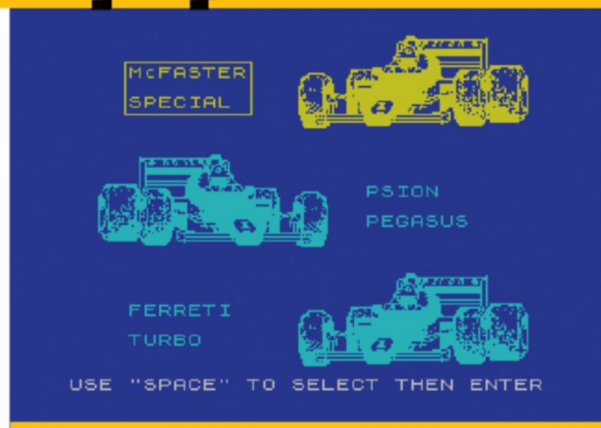 McFASTER
SPECIAL
PSION
PEGASUS
FERRETI
TURBO
USE "SPACE" TO SELECT THEN ENTER